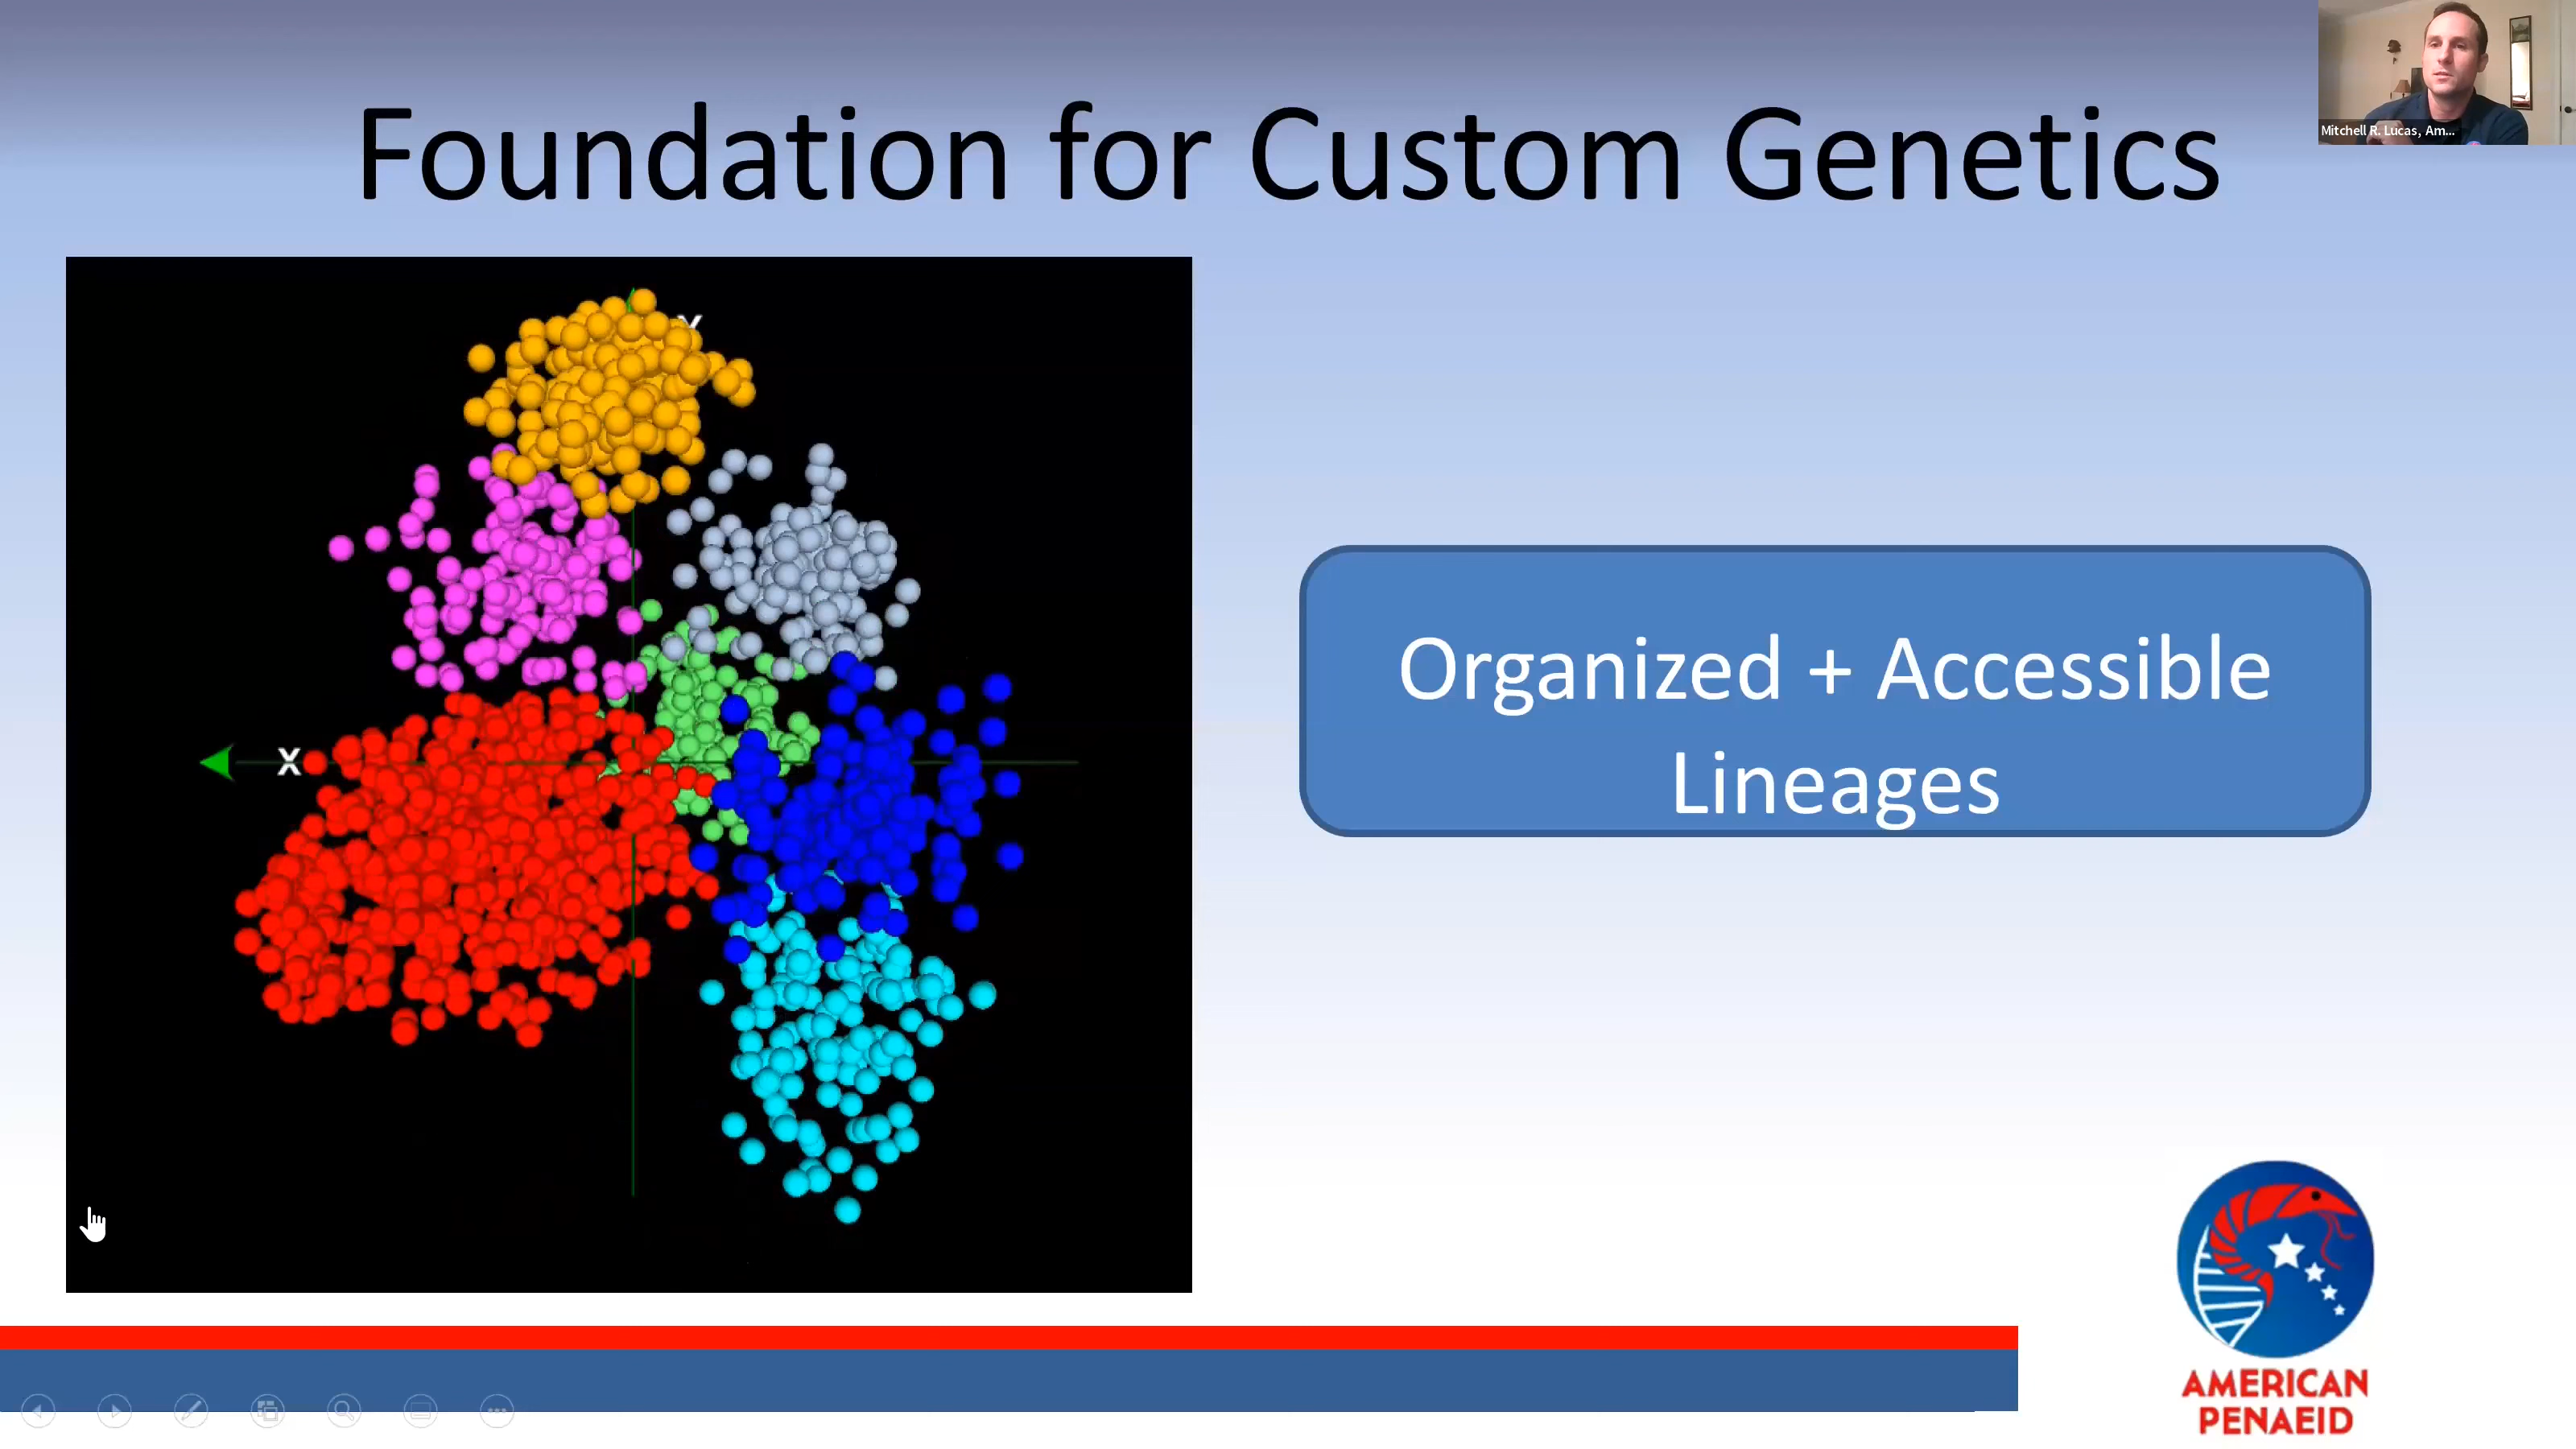 Foundation for Custom Genetics
Mitchell R. Lucas, Am...
Y
X
Organized + Accessible
Lineages
AMERICAN
PENAEID